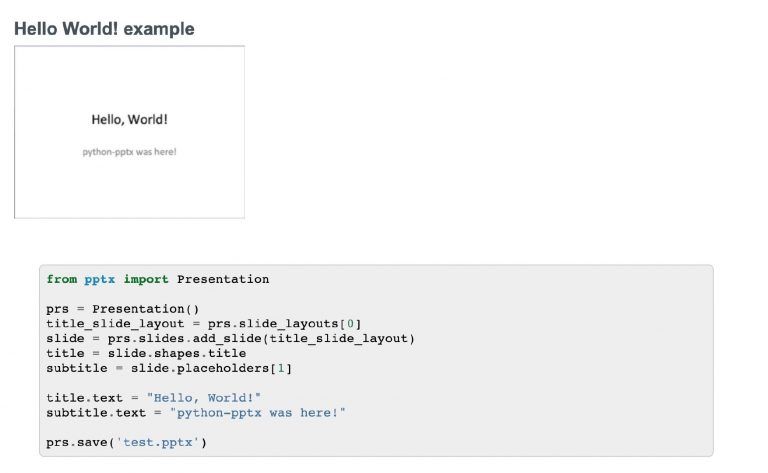 Hello World! example
Hello, World!
python-pptx was here!
from pptx import Presentation
prs = Presentation()
title_slide_layout = prs.slide_layouts[0]
slide = prs.slides.add_slide(title_slide_layout)
title = slide.shapes.title
subtitle = slide.placeholders[1]
title.text = "Hello, World!"
subtitle.text = "python-pptx was here!"
prs.save('test.pptx')